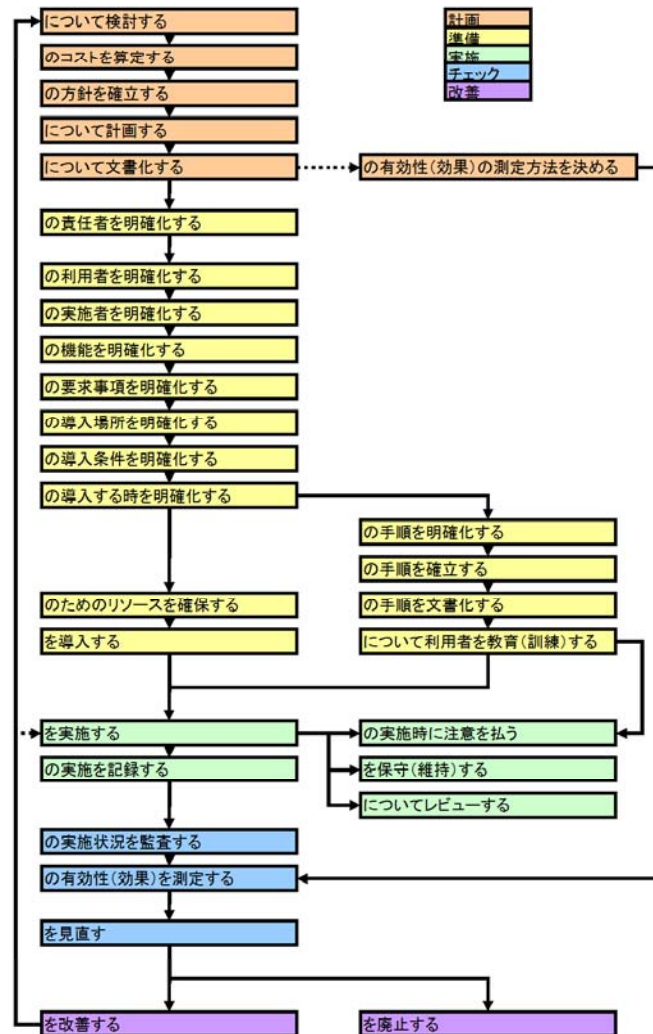 について検討する
のコストを算定する
の方針を確立する
について計画する
について文書化する
の有効性(効果)の測定方法を決める
計画
準備
実施
チェック
改善
の責任者を明確化する
の利用者を明確化する
の実施者を明確化する
の機能を明確化する
の要求事項を明確化する
の導入場所を明確化する
の導入条件を明確化する
の導入する時を明確化する
の手順を明確化する
の手順を確立する
の手順を文書化する
について利用者を教育(訓練)する
のためのリソースを確保する
を導入する
を実施する
の実施を記録する
の実施時に注意を払う
を保守(維持)する
についてレビューする
の実施状況を監査する
の有効性(効果)を測定する
を見直す
を改善する
を廃止する